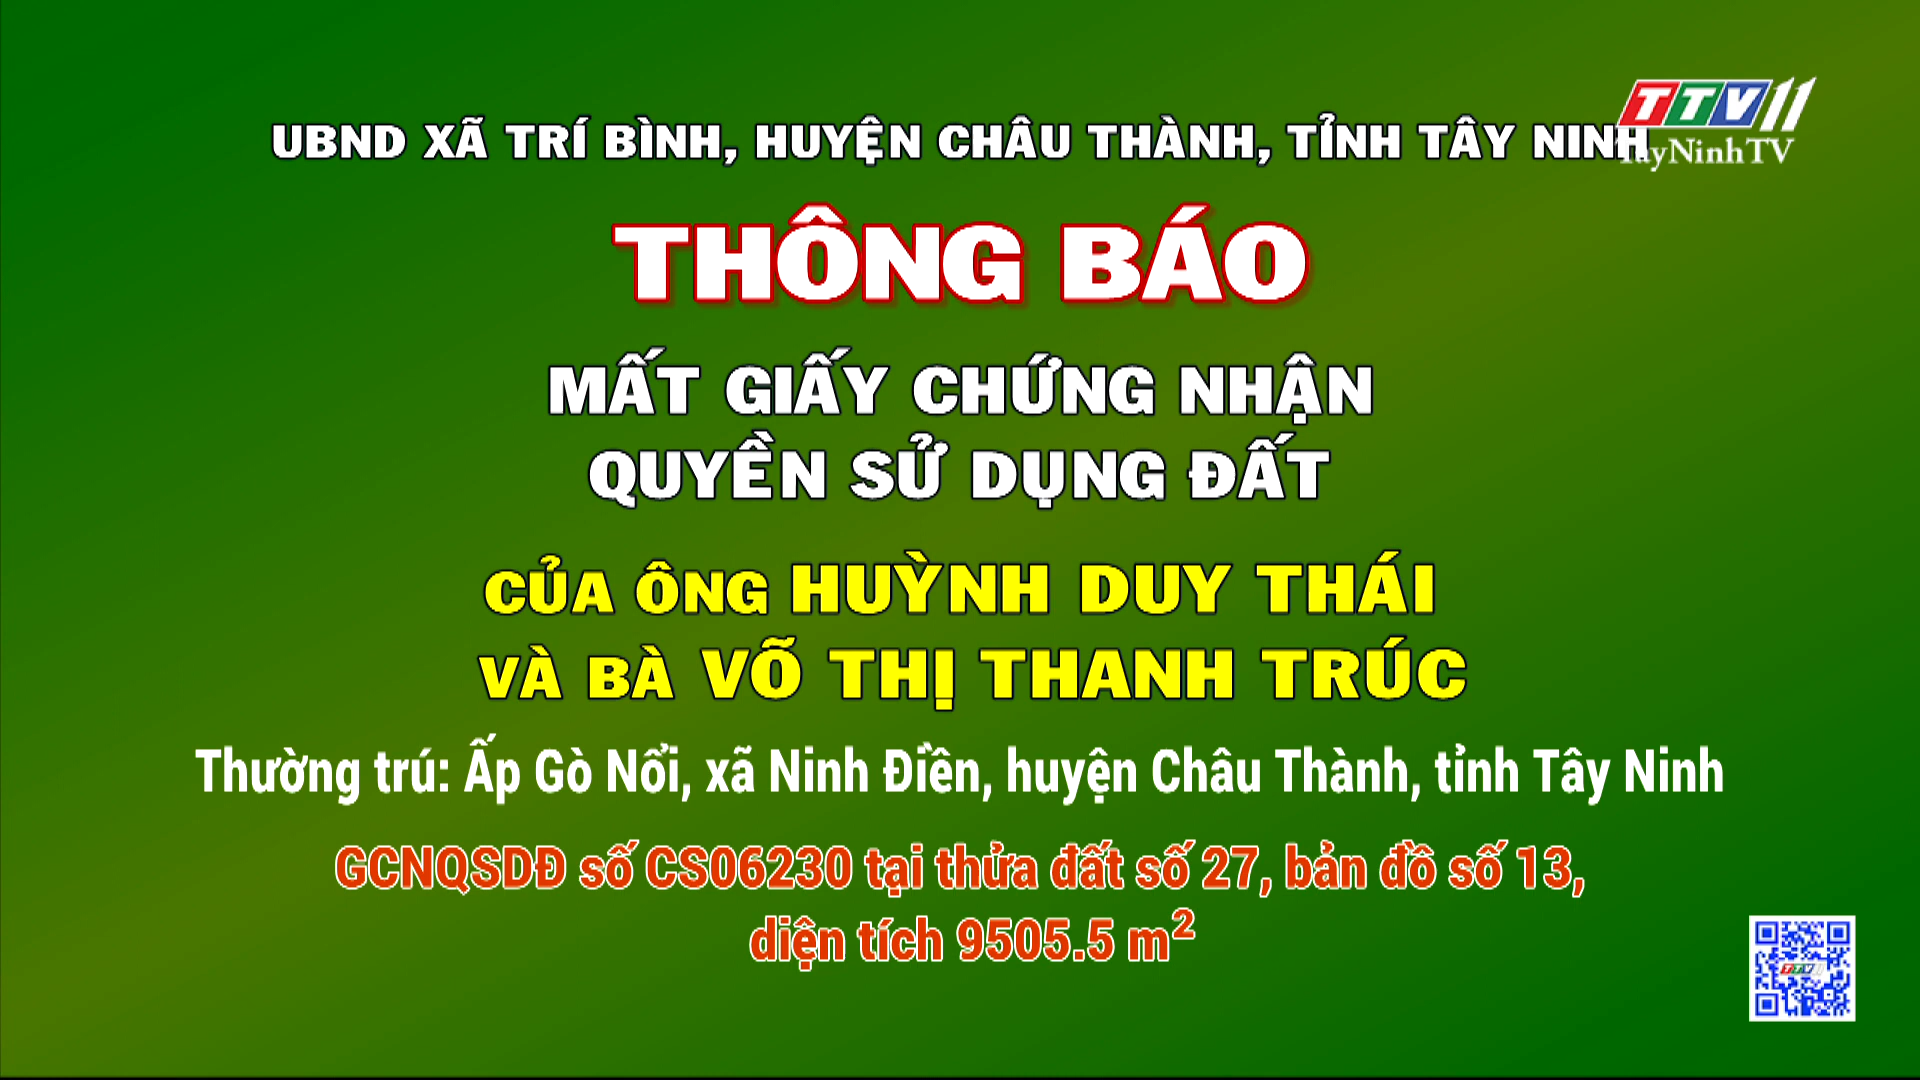 TTV11
UBND XÃ TRÍ BÌNH, HUYỆN CHÂU THÀNH, TỈNH TÂY NINH
TayNinhTV
THÔNG BÁO
MẤT GIẤY CHỨNG NHẬN
QUYỀN SỬ DỤNG ĐẤT
CỦA ÔNG HUỲNH DUY THÁI
VÀ BÀ VÕ THỊ THANH TRÚC
Thường trú: Ấp Gò Nổi, xã Ninh Điền, huyện Châu Thành, tỉnh Tây Ninh
GCNQSDĐ số CS06230 tại thửa đất số 27, bản đồ số 13,
diện tích 9505.5 m²
TTV11